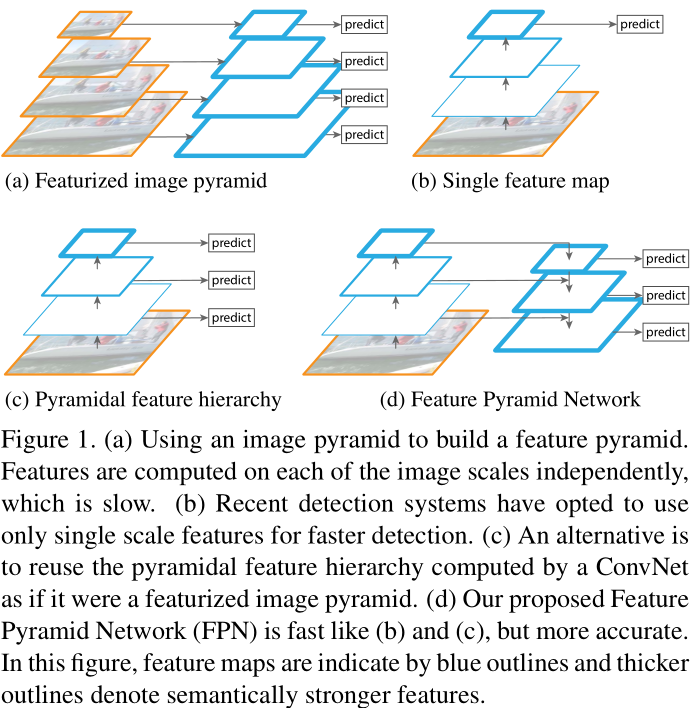 predict
predict
predict
predict
predict
(a) Featurized image pyramid
(b) Single feature map
predict
predict
predict
predict
predict
predict
(c) Pyramidal feature hierarchy
(d) Feature Pyramid Network
Figure 1. (a) Using an image pyramid to build a feature pyramid.
Features are computed on each of the image scales independently,
which is slow. (b) Recent detection systems have opted to use
only single scale features for faster detection. (c) An alternative is
to reuse the pyramidal feature hierarchy computed by a ConvNet
as if it were a featurized image pyramid. (d) Our proposed Feature
Pyramid Network (FPN) is fast like (b) and (c), but more accurate.
In this figure, feature maps are indicate by blue outlines and thicker
outlines denote semantically stronger features.